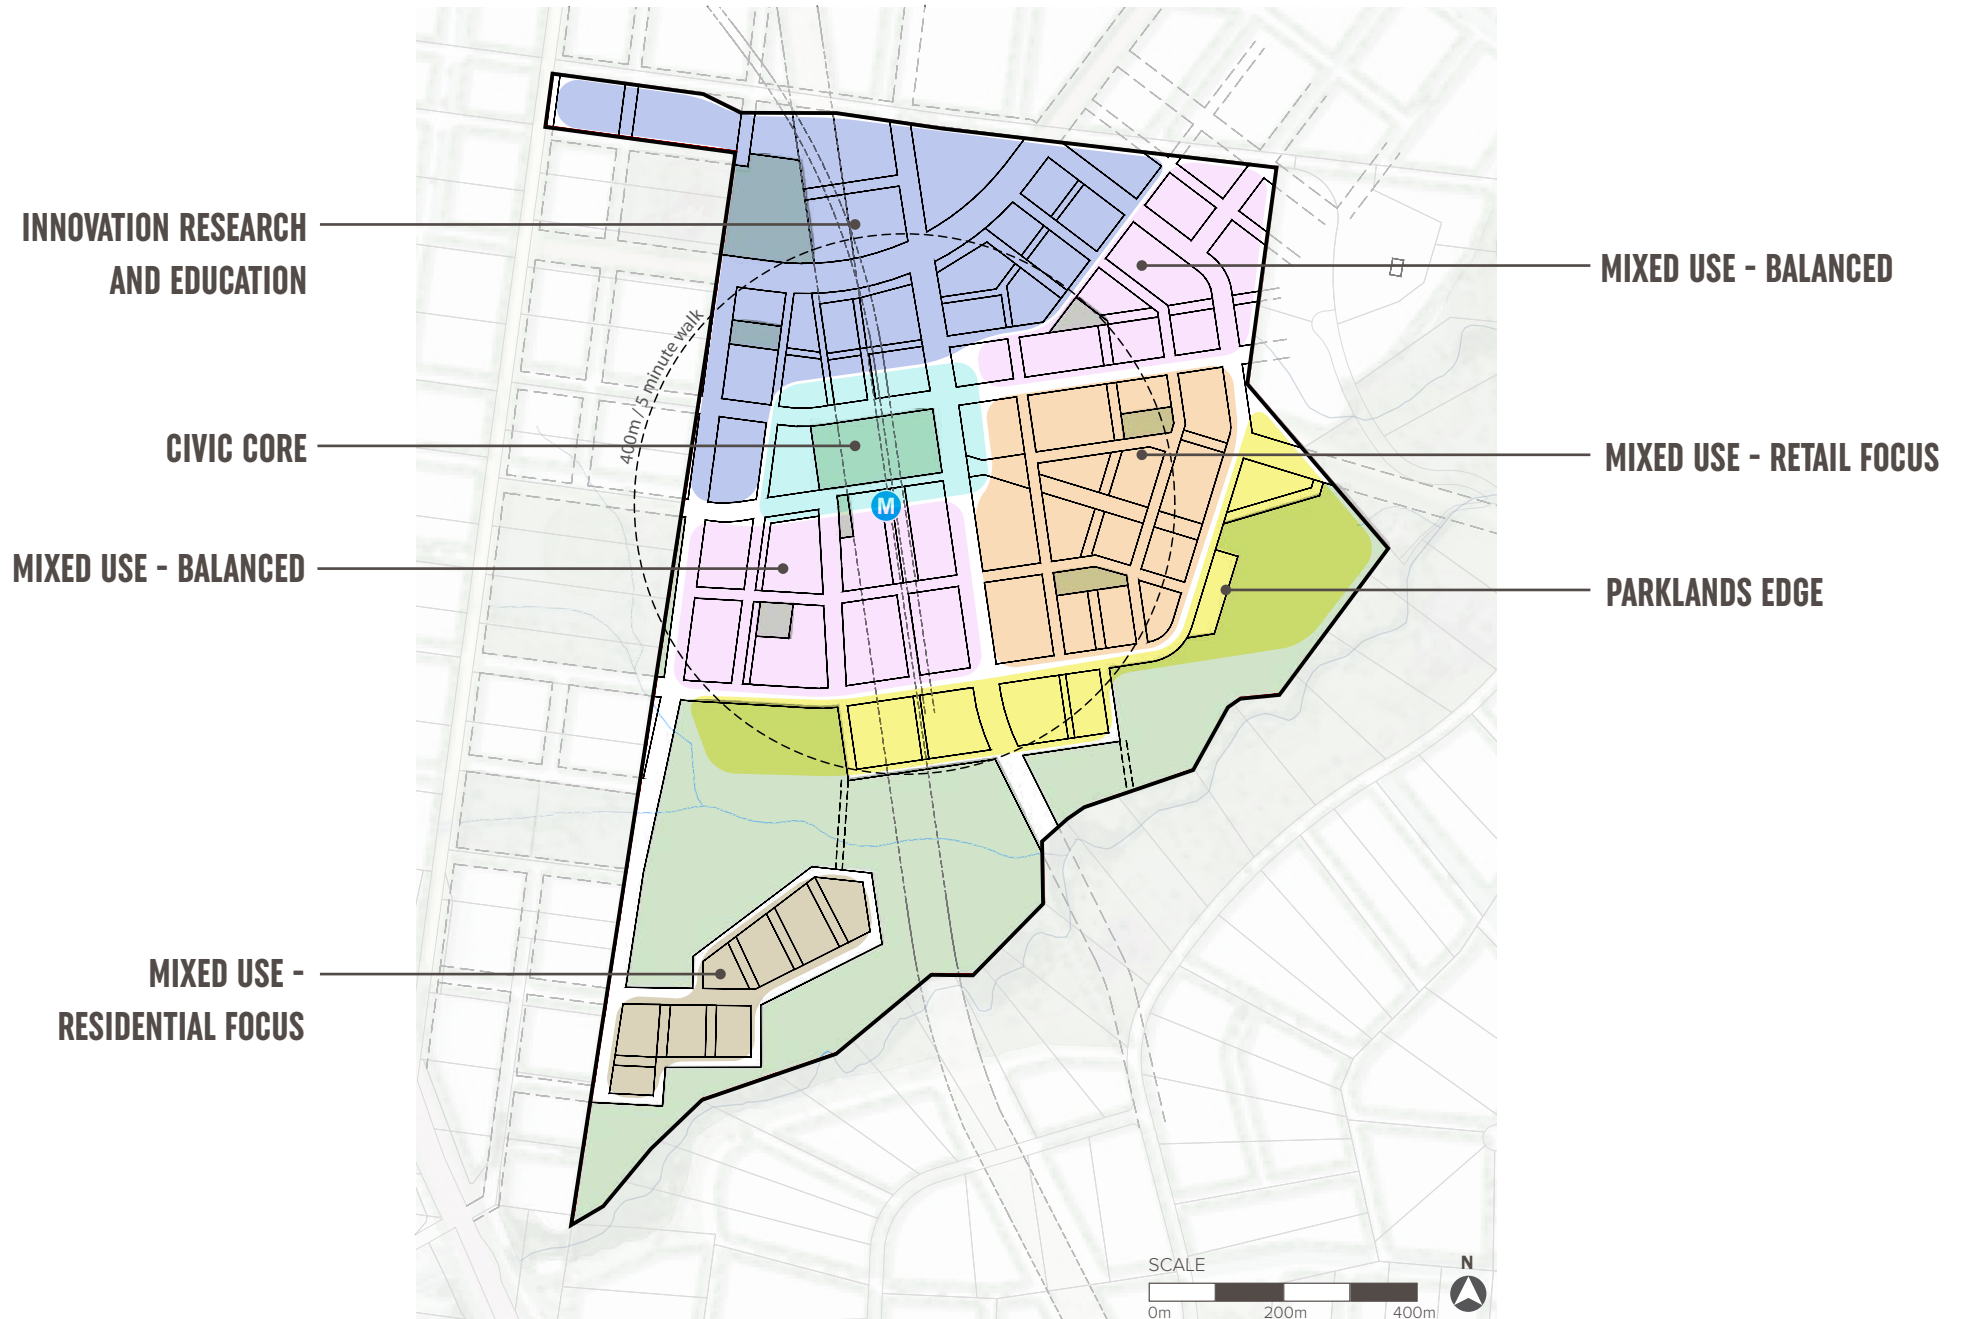 INNOVATION RESEARCH
AND EDUCATION
MIXED USE - BALANCED
400m / 5 minute walk
CIVIC CORE
MIXED USE - RETAIL FOCUS
M
MIXED USE - BALANCED
PARKLANDS EDGE
MIXED USE -
RESIDENTIAL FOCUS
SCALE
N
0m
200m
400m